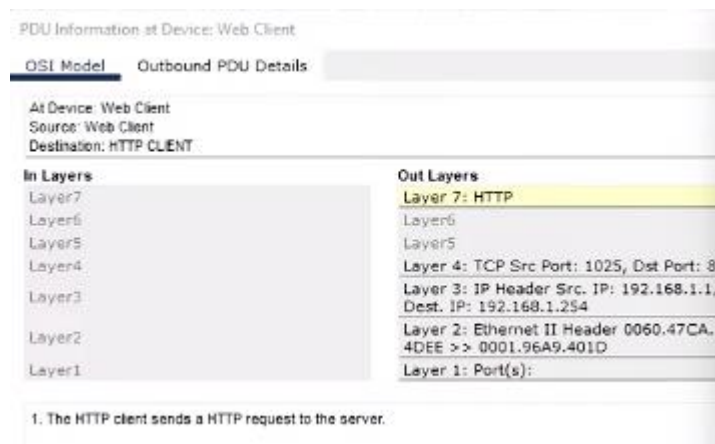 PDU Information at Device: Web Client
OSI Model Outbound PDU Details
At Device: Web Client
Source: Web Client
Destination: HTTP CLIENT
In Layers Out Layers
Layer7 Layer 7: HTTP
Layer6 Layer6
Layer5 Layer5
Layer4 Layer 4: TCP Src Port: 1025, Dst Port: 8
Layer3 Layer 3: IP Header Src. IP: 192.168.1.1,
Dest. IP: 192.168.1.254
Layer2 Layer 2: Ethernet II Header 0060.47CA.
4DEE >> 0001.96A9.401D
Layer1 Layer 1: Port(s):
1. The HTTP client sends a HTTP request to the server.